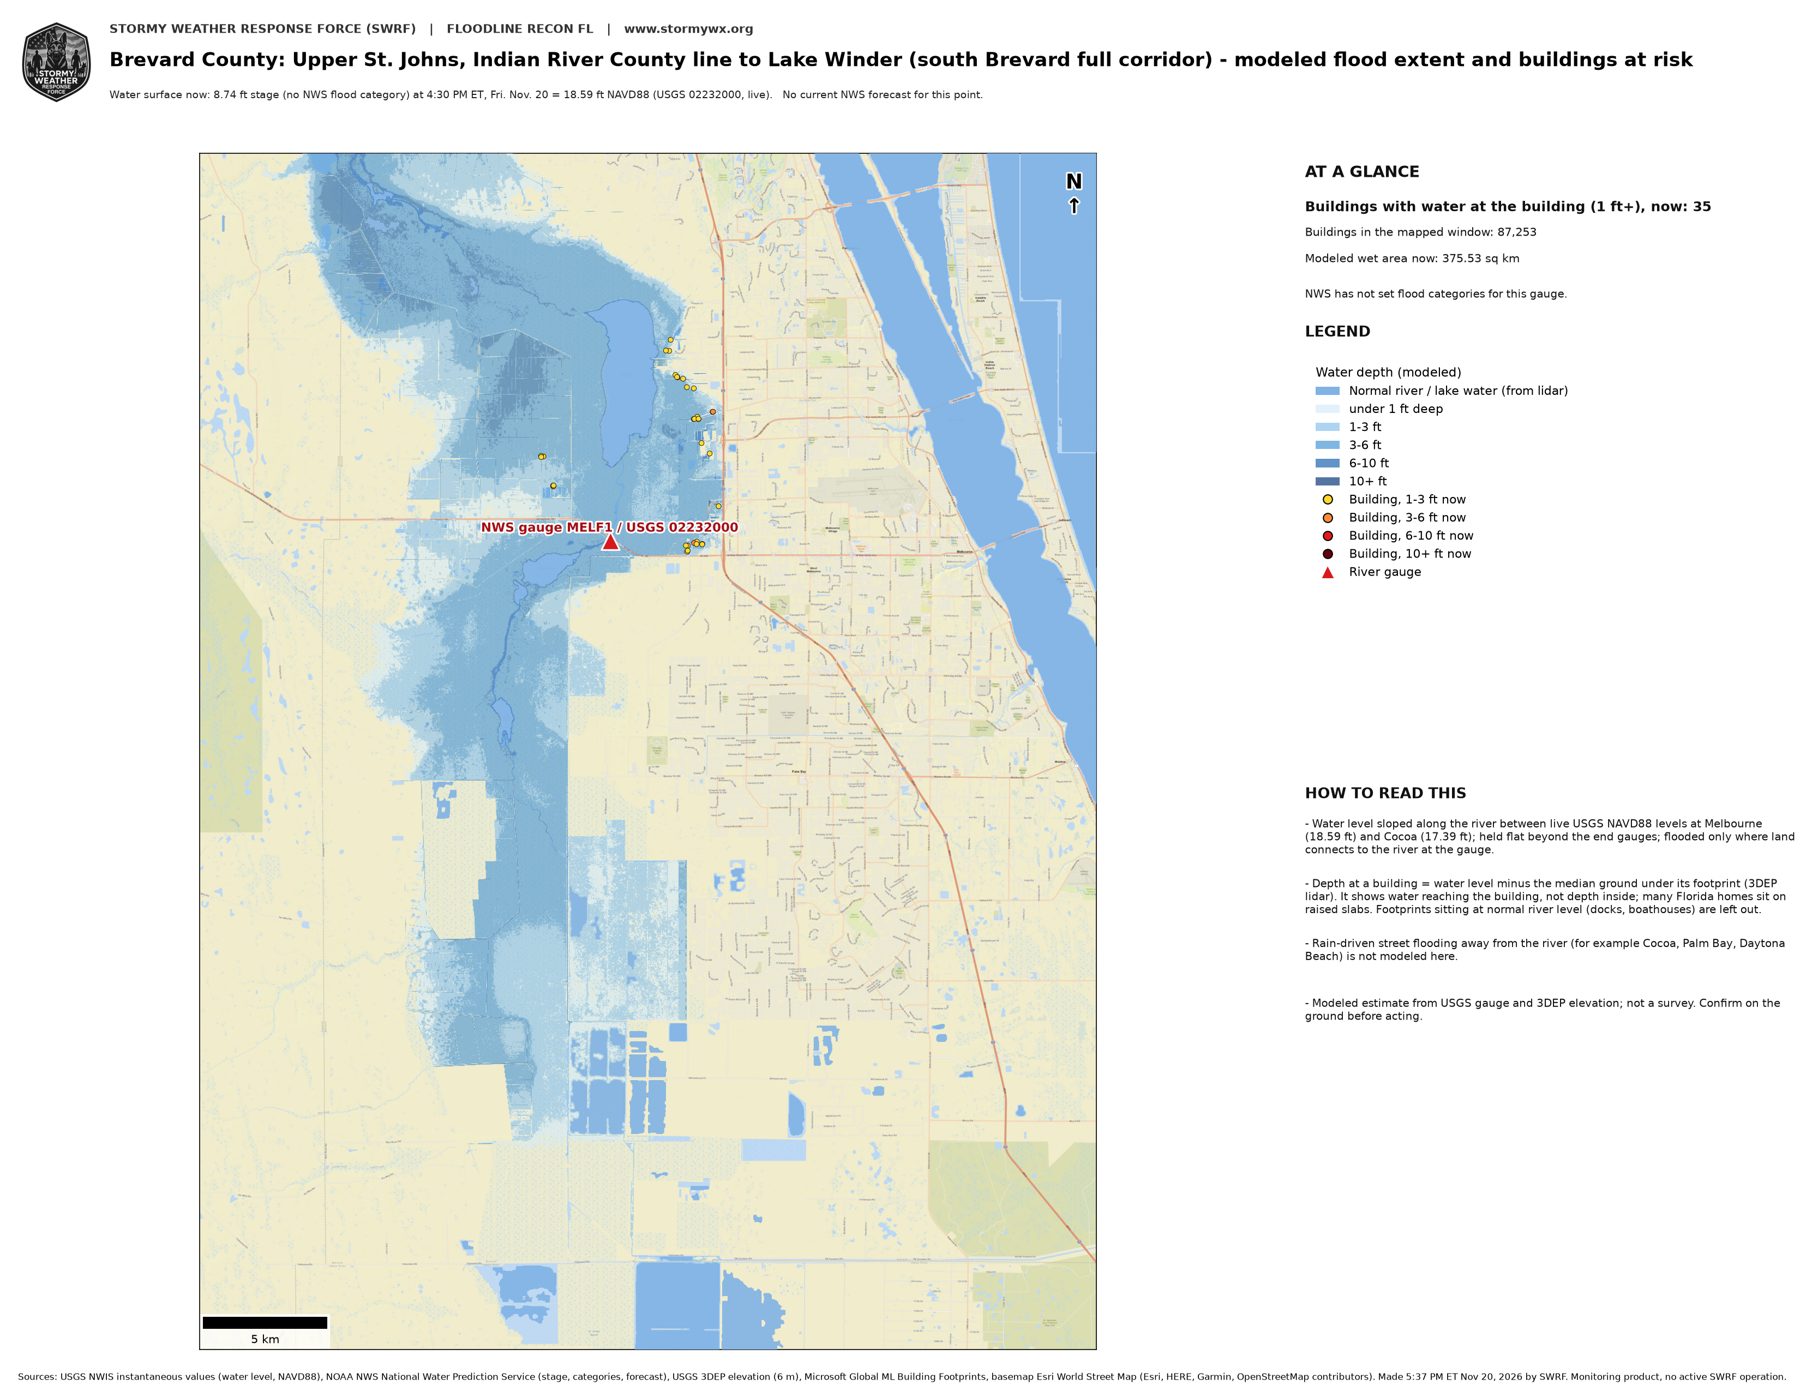 STORMY WEATHER RESPONSE FORCE (SWRF)   |   FLOODLINE RECON FL   |   www.stormywx.org
STORMY
WEATHER
RESPONSE
FORCE
Brevard County: Upper St. Johns, Indian River County line to Lake Winder (south Brevard full corridor) - modeled flood extent and buildings at risk
Water surface now: 8.74 ft stage (no NWS flood category) at 4:30 PM ET, Fri. Nov. 20 = 18.59 ft NAVD88 (USGS 02232000, live).   No current NWS forecast for this point.
N
↑
NWS gauge MELF1 / USGS 02232000
Melbourne
West
Melbourne
Palm Bay
5 km
AT A GLANCE
Buildings with water at the building (1 ft+), now: 35
Buildings in the mapped window: 87,253
Modeled wet area now: 375.53 sq km
NWS has not set flood categories for this gauge.
LEGEND
Water depth (modeled)
Normal river / lake water (from lidar)
under 1 ft deep
1-3 ft
3-6 ft
6-10 ft
10+ ft
Building, 1-3 ft now
Building, 3-6 ft now
Building, 6-10 ft now
Building, 10+ ft now
River gauge
HOW TO READ THIS
- Water level sloped along the river between live USGS NAVD88 levels at Melbourne
(18.59 ft) and Cocoa (17.39 ft); held flat beyond the end gauges; flooded only where land
connects to the river at the gauge.
- Depth at a building = water level minus the median ground under its footprint (3DEP
lidar). It shows water reaching the building, not depth inside; many Florida homes sit on
raised slabs. Footprints sitting at normal river level (docks, boathouses) are left out.
- Rain-driven street flooding away from the river (for example Cocoa, Palm Bay, Daytona
Beach) is not modeled here.
- Modeled estimate from USGS gauge and 3DEP elevation; not a survey. Confirm on the
ground before acting.
Sources: USGS NWIS instantaneous values (water level, NAVD88), NOAA NWS National Water Prediction Service (stage, categories, forecast), USGS 3DEP elevation (6 m), Microsoft Global ML Building Footprints, basemap Esri World Street Map (Esri, HERE, Garmin, OpenStreetMap contributors). Made 5:37 PM ET Nov 20, 2026 by SWRF. Monitoring product, no active SWRF operation.